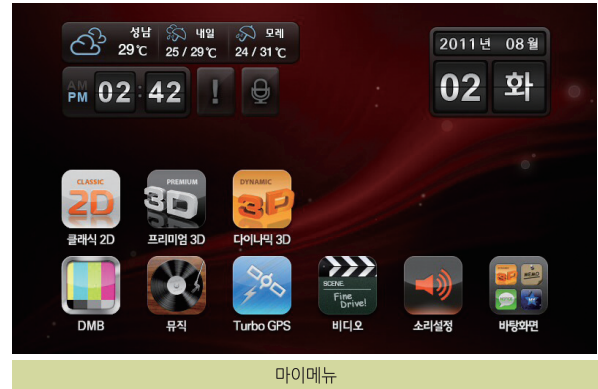 성남 내일 모레
29℃ 25 / 29℃ 24 / 31℃
2011년 08월
AM
PM 02 : 42 !
02 화
CLASSIC 2D PREMIUM 3D DYNAMIC 3D
클래식 2D 프리미엄 3D 다이나믹 3D
SCENE. Fine Drive! 3D MEMO
DMB 뮤직 Turbo GPS 비디오 소리설정 바탕화면
마이메뉴